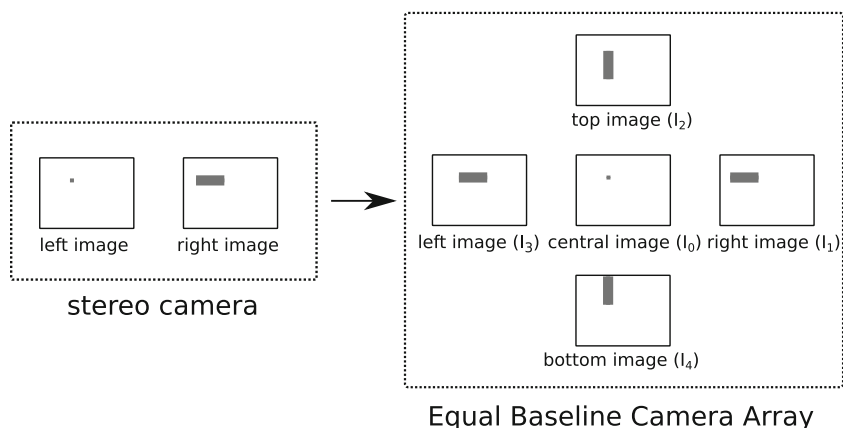 top image (I₂)
left image
right image
left image (I₃)
central image (I₀)
right image (I₁)
stereo camera
bottom image (I₄)
Equal Baseline Camera Array